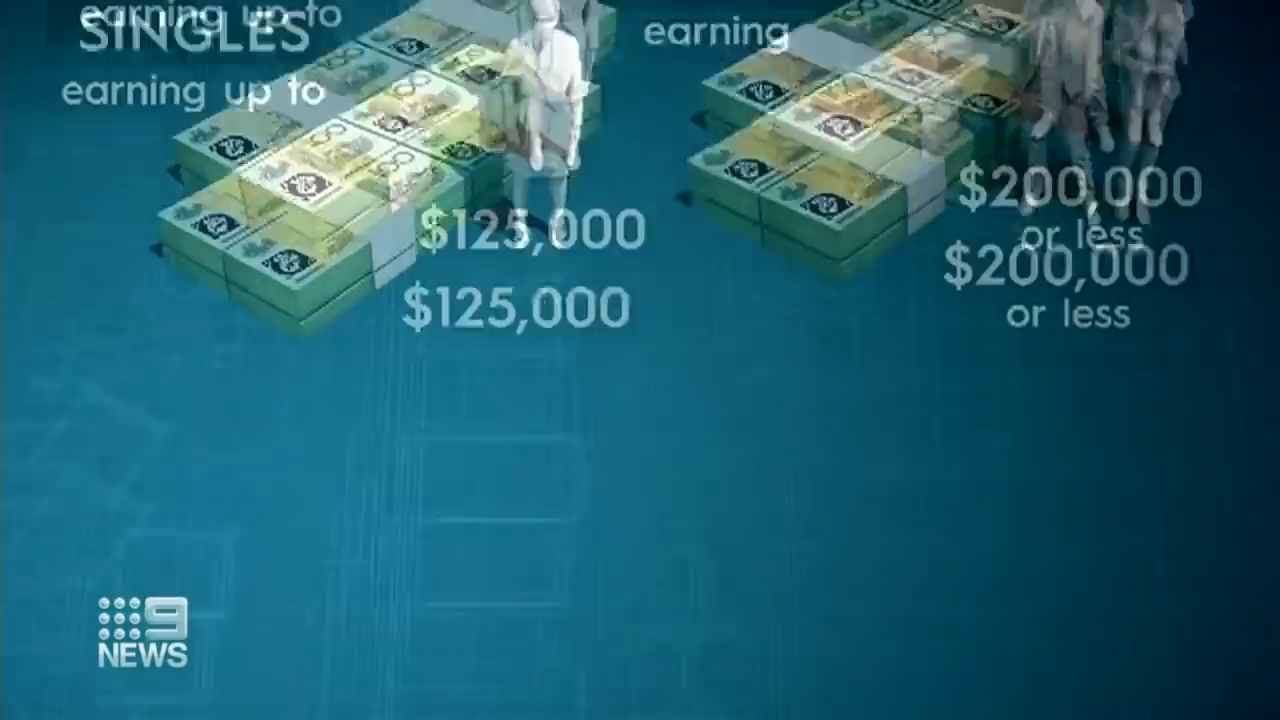 earning up to
SINGLES
earning up to
$125,000
$125,000
earning
$200,000
or less
$200,000
or less
9
NEWS